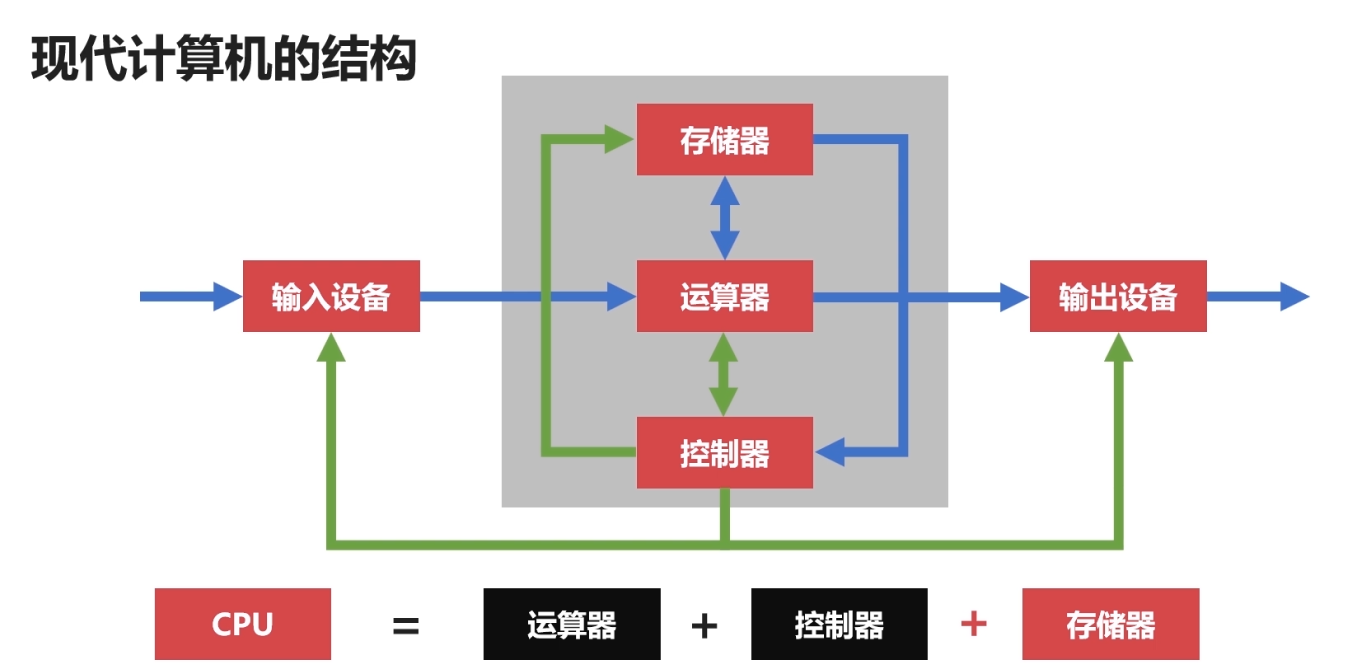 现代计算机的结构
存储器
输入设备
运算器
输出设备
控制器
CPU = 运算器 + 控制器 + 存储器